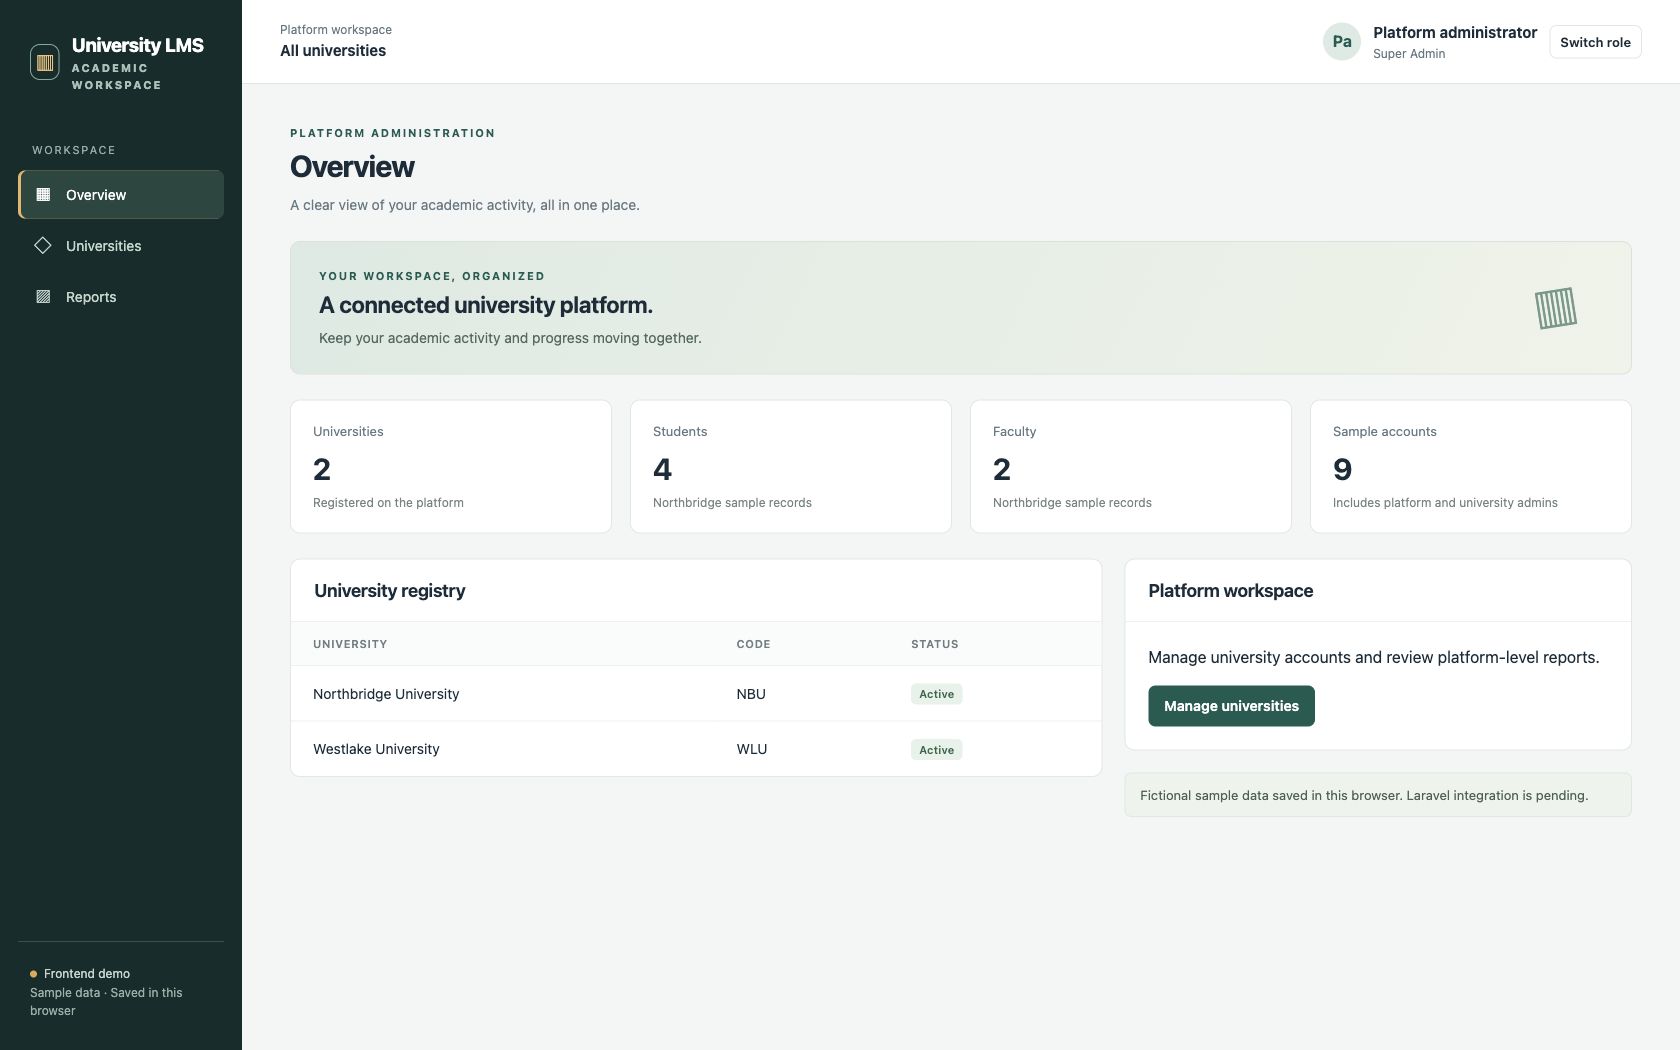 University LMS
ACADEMIC
WORKSPACE
WORKSPACE
Overview
Universities
Reports
Frontend demo
Sample data · Saved in this
browser
Platform workspace
All universities
Pa
Platform administrator
Super Admin
Switch role
PLATFORM ADMINISTRATION
Overview
A clear view of your academic activity, all in one place.
YOUR WORKSPACE, ORGANIZED
A connected university platform.
Keep your academic activity and progress moving together.
Universities
2
Registered on the platform
Students
4
Northbridge sample records
Faculty
2
Northbridge sample records
Sample accounts
9
Includes platform and university admins
University registry
UNIVERSITY CODE STATUS
Northbridge University NBU Active
Westlake University WLU Active
Platform workspace
Manage university accounts and review platform-level reports.
Manage universities
Fictional sample data saved in this browser. Laravel integration is pending.